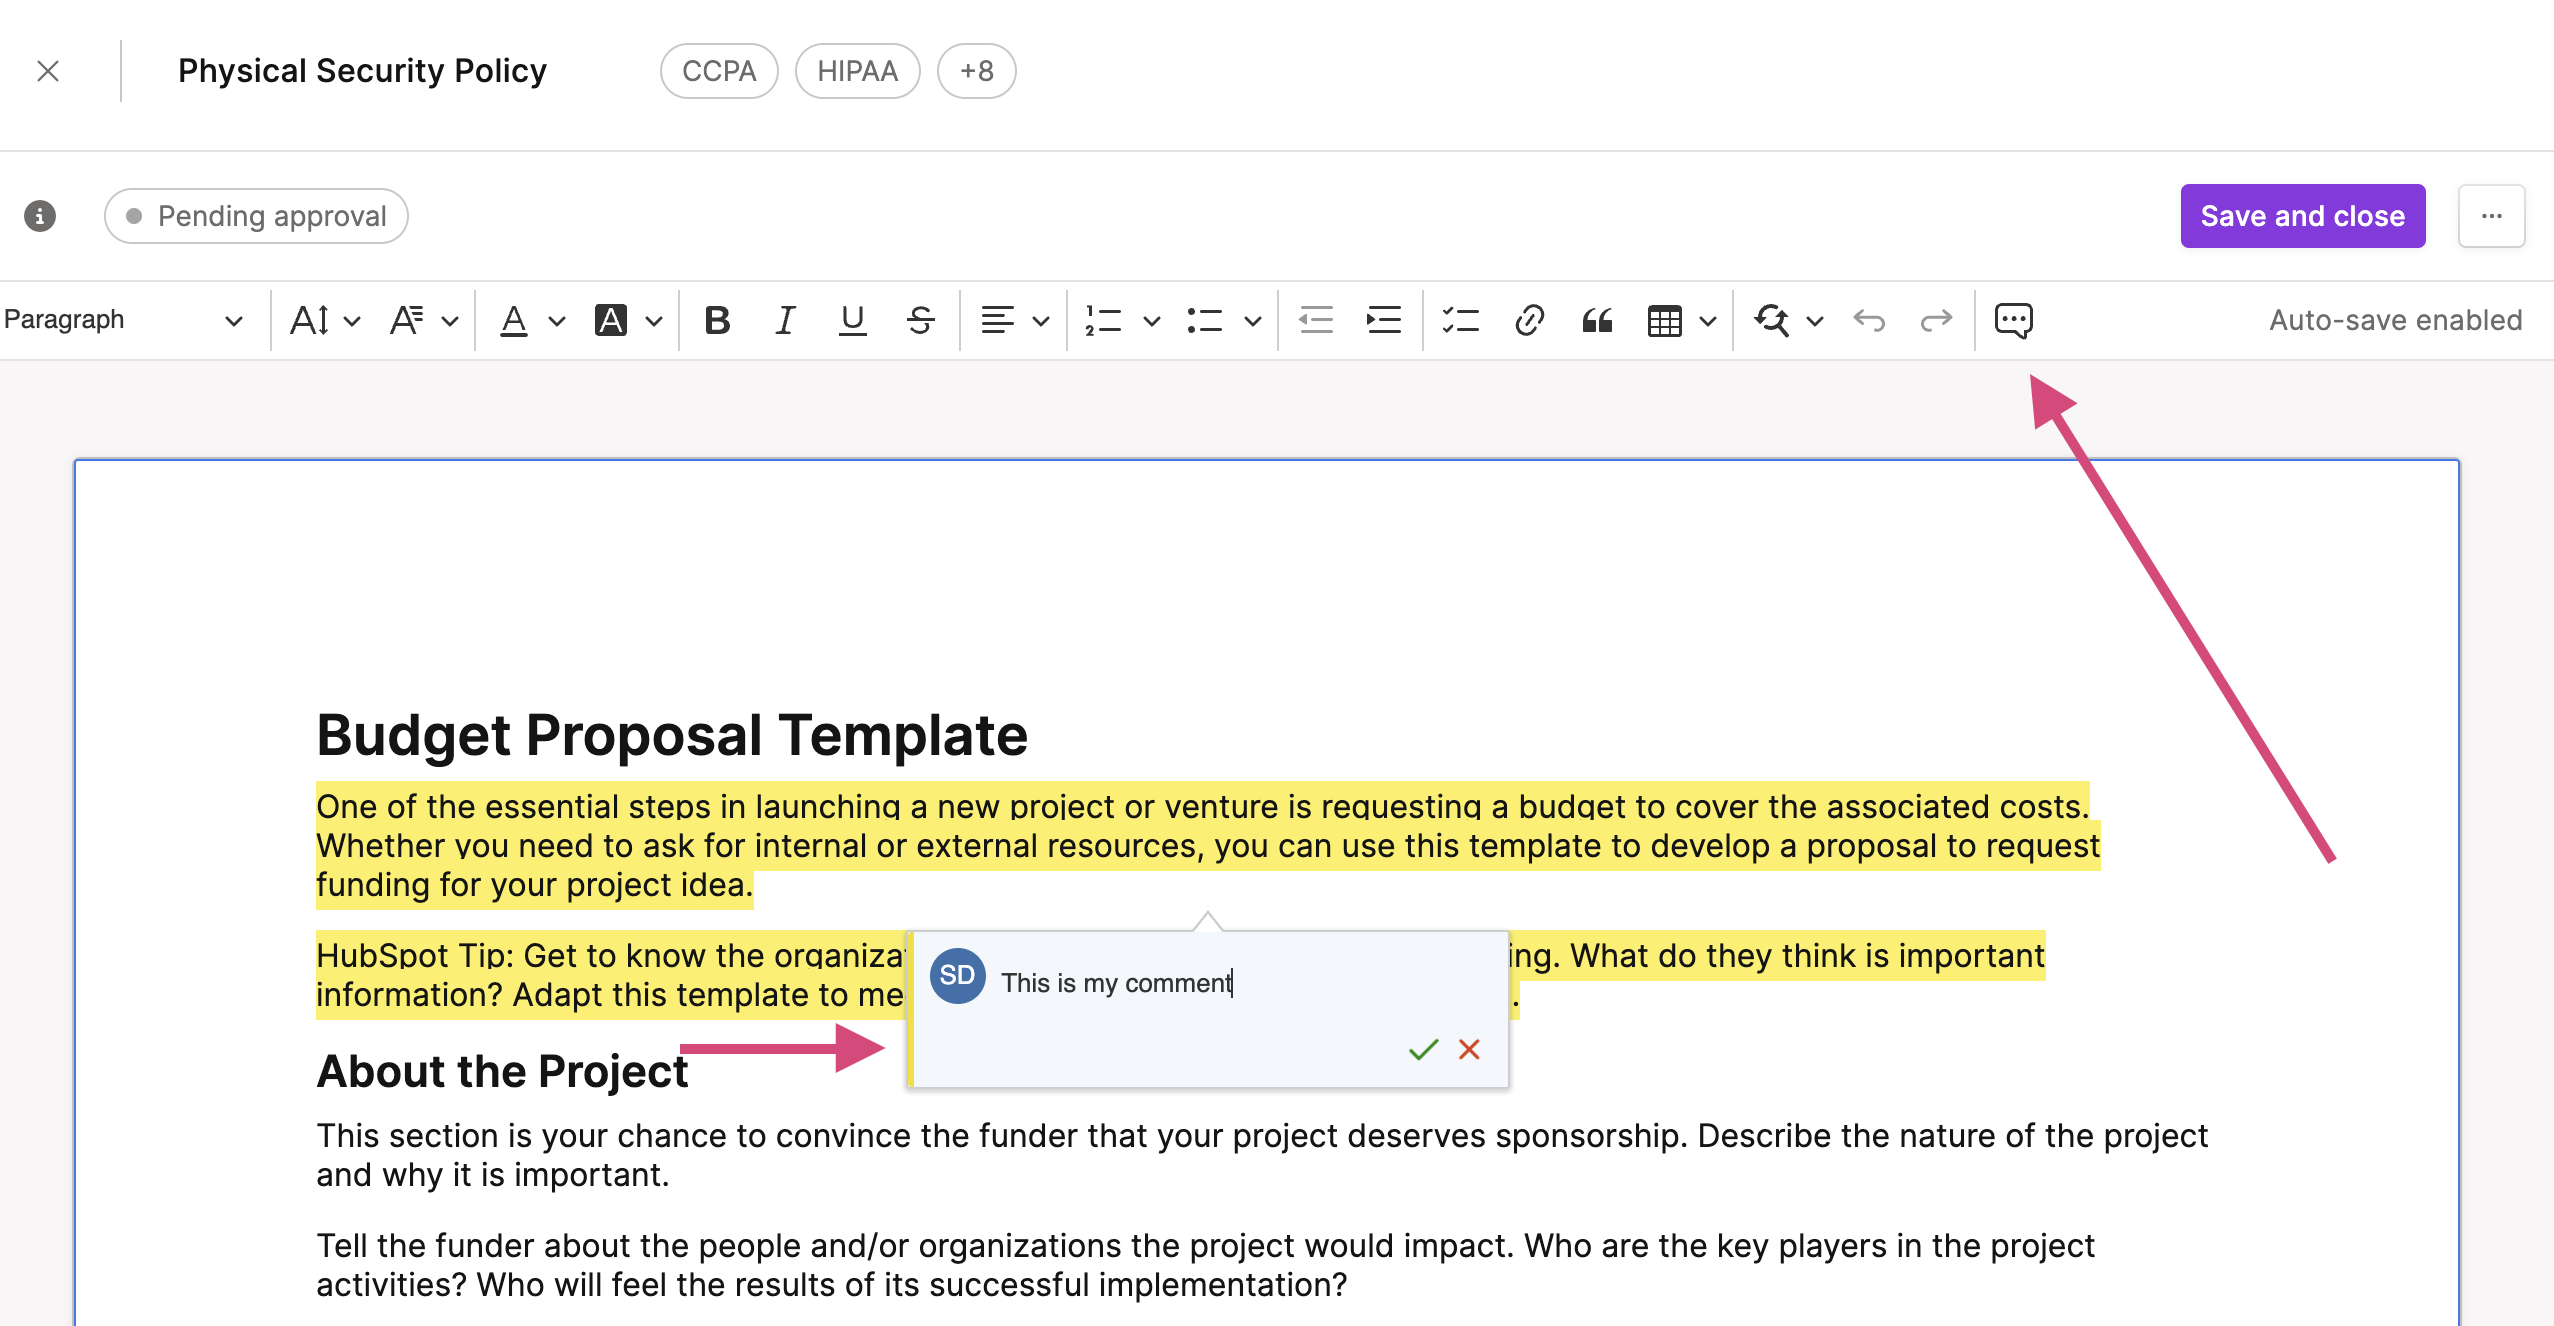 Physical Security Policy CCPA HIPAA +8
Pending approval Save and close ...
Paragraph Auto-save enabled
Budget Proposal Template
One of the essential steps in launching a new project or venture is requesting a budget to cover the associated costs.
Whether you need to ask for internal or external resources, you can use this template to develop a proposal to request
funding for your project idea.
HubSpot Tip: Get to know the ing. What do they think is important
information? Adapt this template to .
SD This is my comment
About the Project
This section is your chance to convince the funder that your project deserves sponsorship. Describe the nature of the project
and why it is important.
Tell the funder about the people and/or organizations the project would impact. Who are the key players in the project
activities? Who will feel the results of its successful implementation?